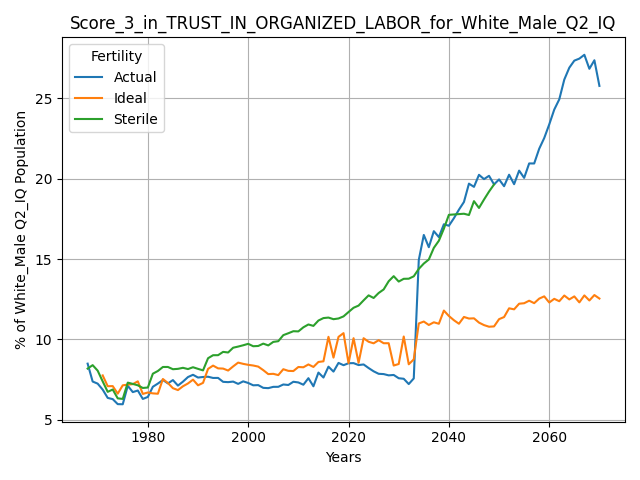 Score_3_in_TRUST_IN_ORGANIZED_LABOR_for_White_Male_Q2_IQ
Fertility
Actual
Ideal
Sterile
% of White_Male Q2_IQ Population
25
20
15
10
5
1980
2000
2020
2040
2060
Years